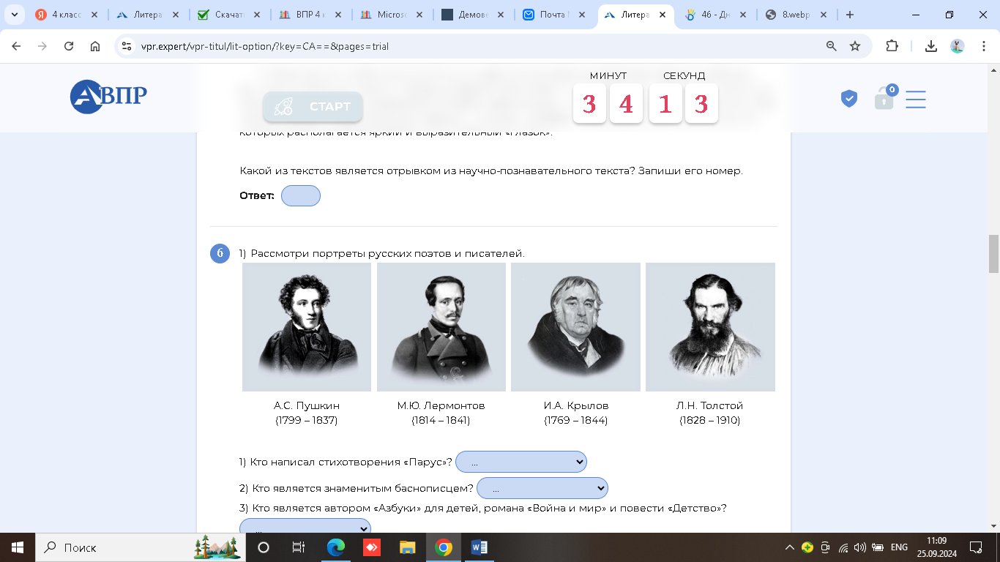 4 класс
Литера
Скачать
ВПР 4 к
Micros
Демове
Почта
Литера
46 - Дн
8.webp
vpr.expert/vpr-titul/lit-option/?key=CA==&pages=trial
АВПР
СТАРТ
МИНУТ СЕКУНД
3 4 1 3
0
которых располагается яркий и выразительный «глазок».
Какой из текстов является отрывком из научно-познавательного текста? Запиши его номер.
Ответ:
6
1) Рассмотри портреты русских поэтов и писателей.
А.С. Пушкин
(1799 – 1837)
М.Ю. Лермонтов
(1814 – 1841)
И.А. Крылов
(1769 – 1844)
Л.Н. Толстой
(1828 – 1910)
1) Кто написал стихотворения «Парус»? ...
2) Кто является знаменитым баснописцем? ...
3) Кто является автором «Азбуки» для детей, романа «Война и мир» и повести «Детство»?
...
Поиск
ENG
11:09
25.09.2024